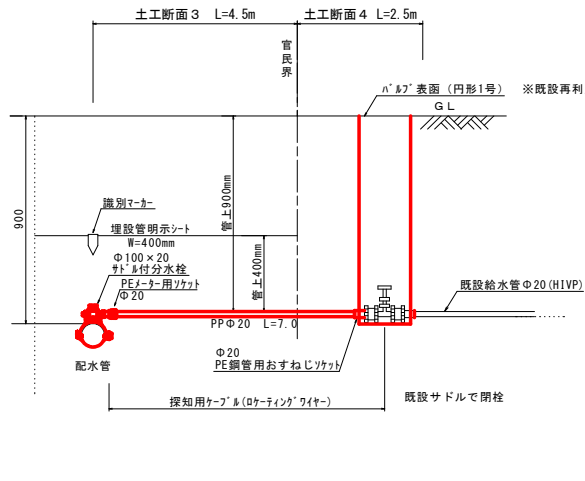 土工断面３ L=4.5m
土工断面４ L=2.5m
官民界
ﾊﾞﾙﾌﾞ表函（円形1号）
※既設再利
ＧＬ
識別ﾏｰｶｰ
埋設管明示ｼｰﾄ
W=400mm
管上900mm
管上400mm
900
Φ100×20
ｻﾄﾞﾙ付分水栓
PEﾒｰﾀｰ用ｿｹｯﾄ
Φ20
既設給水管Φ20(HIVP)
PPΦ20 L=7.0
Φ20
PE鋼管用おすねじｿｹｯﾄ
配水管
探知用ｹｰﾌﾞﾙ(ﾛｹｰﾃｨﾝｸﾞﾜｲﾔｰ)
既設サドルで閉栓